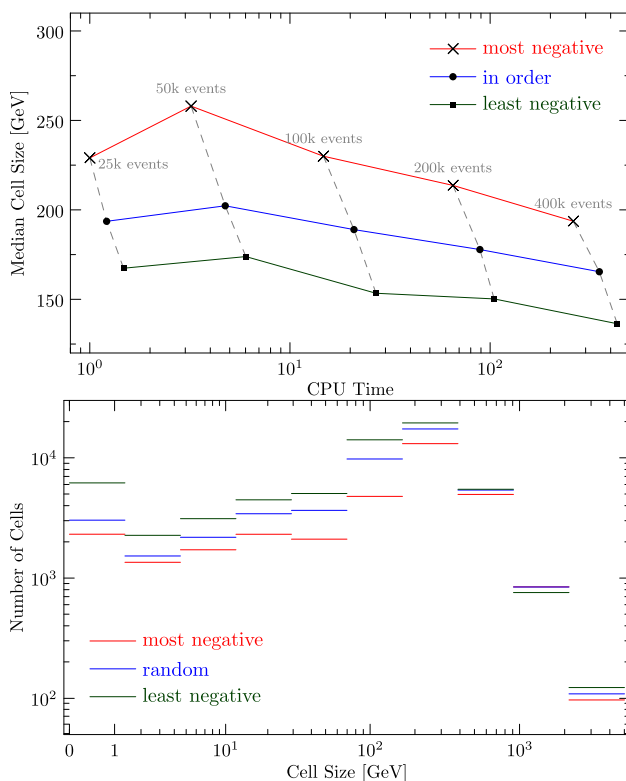 300
250
200
150
Median Cell Size [GeV]
most negative
in order
least negative
50k events
25k events
100k events
200k events
400k events
10^0
10^1
10^2
CPU Time
10^4
10^3
10^2
Number of Cells
most negative
random
least negative
0
1
10^1
10^2
10^3
Cell Size [GeV]